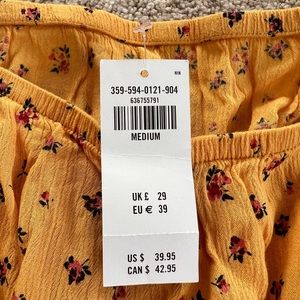 359-594-0121-904
636755791
MEDIUM
UK £ 29
EU € 39
US $ 39.95
CAN $ 42.95